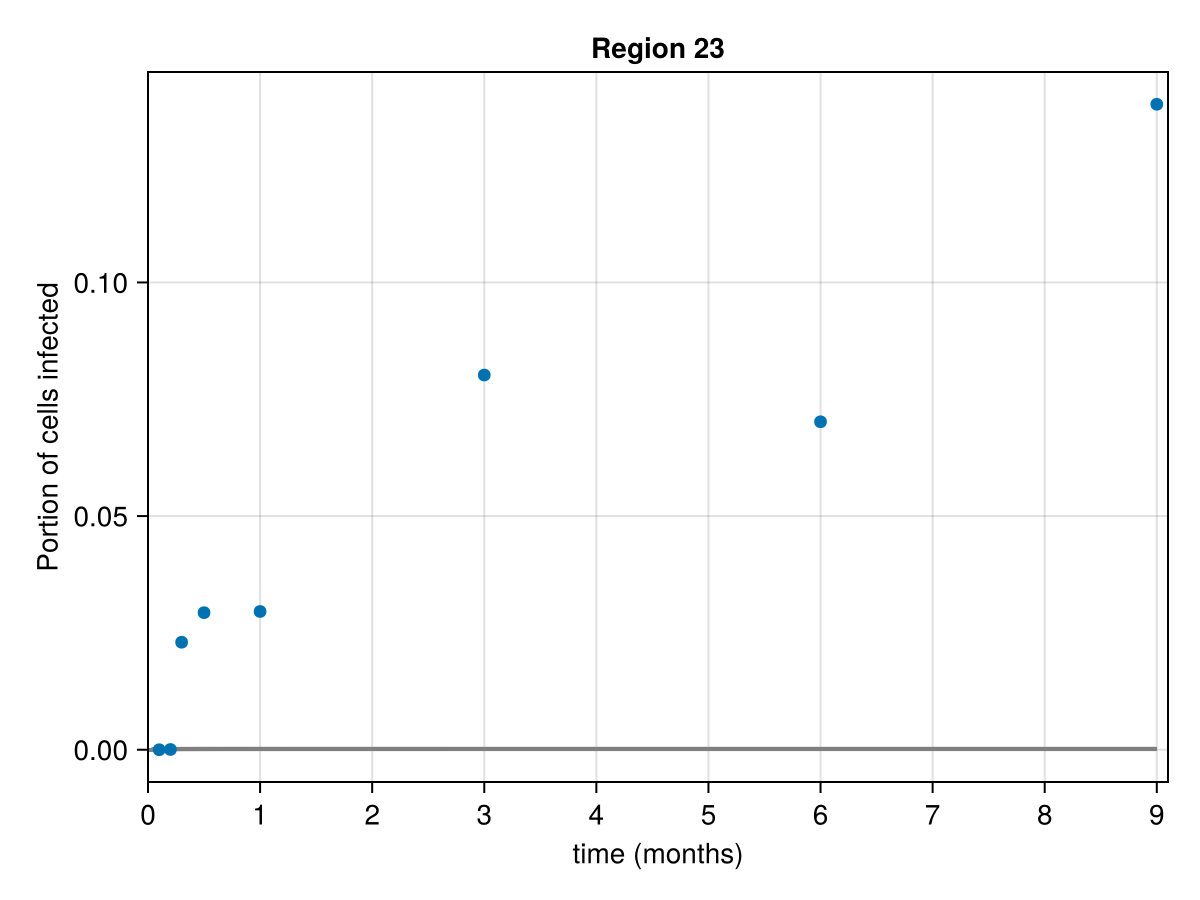 Region 23
Portion of cells infected
0.10
0.05
0.00
0 1 2 3 4 5 6 7 8 9
time (months)